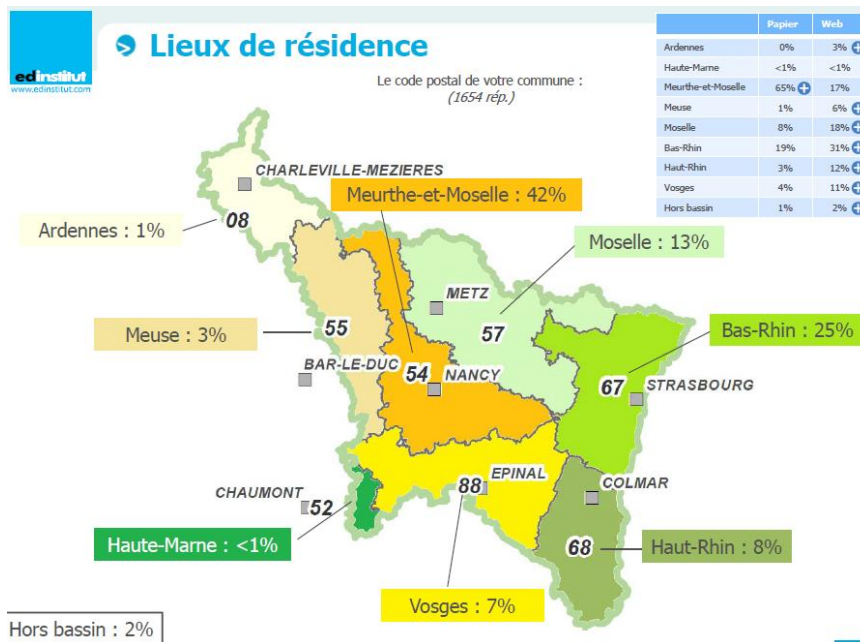 edinstitut
www.edinstitut.com
Lieux de résidence
Le code postal de votre commune :
(1654 rép.)
Papier Web
Ardennes 0% 3%
Haute-Marne <1% <1%
Meurthe-et-Moselle 65% 17%
Meuse 1% 6%
Moselle 8% 18%
Bas-Rhin 19% 31%
Haut-Rhin 3% 12%
Vosges 4% 11%
Hors bassin 1% 2%
CHARLEVILLE-MEZIERES
Meurthe-et-Moselle : 42%
08
Ardennes : 1%
Moselle : 13%
METZ
55
57
Meuse : 3%
Bas-Rhin : 25%
BAR-LE-DUC
54
NANCY
67
STRASBOURG
EPINAL
88
COLMAR
CHAUMONT
52
Haute-Marne : <1%
68
Haut-Rhin : 8%
Vosges : 7%
Hors bassin : 2%